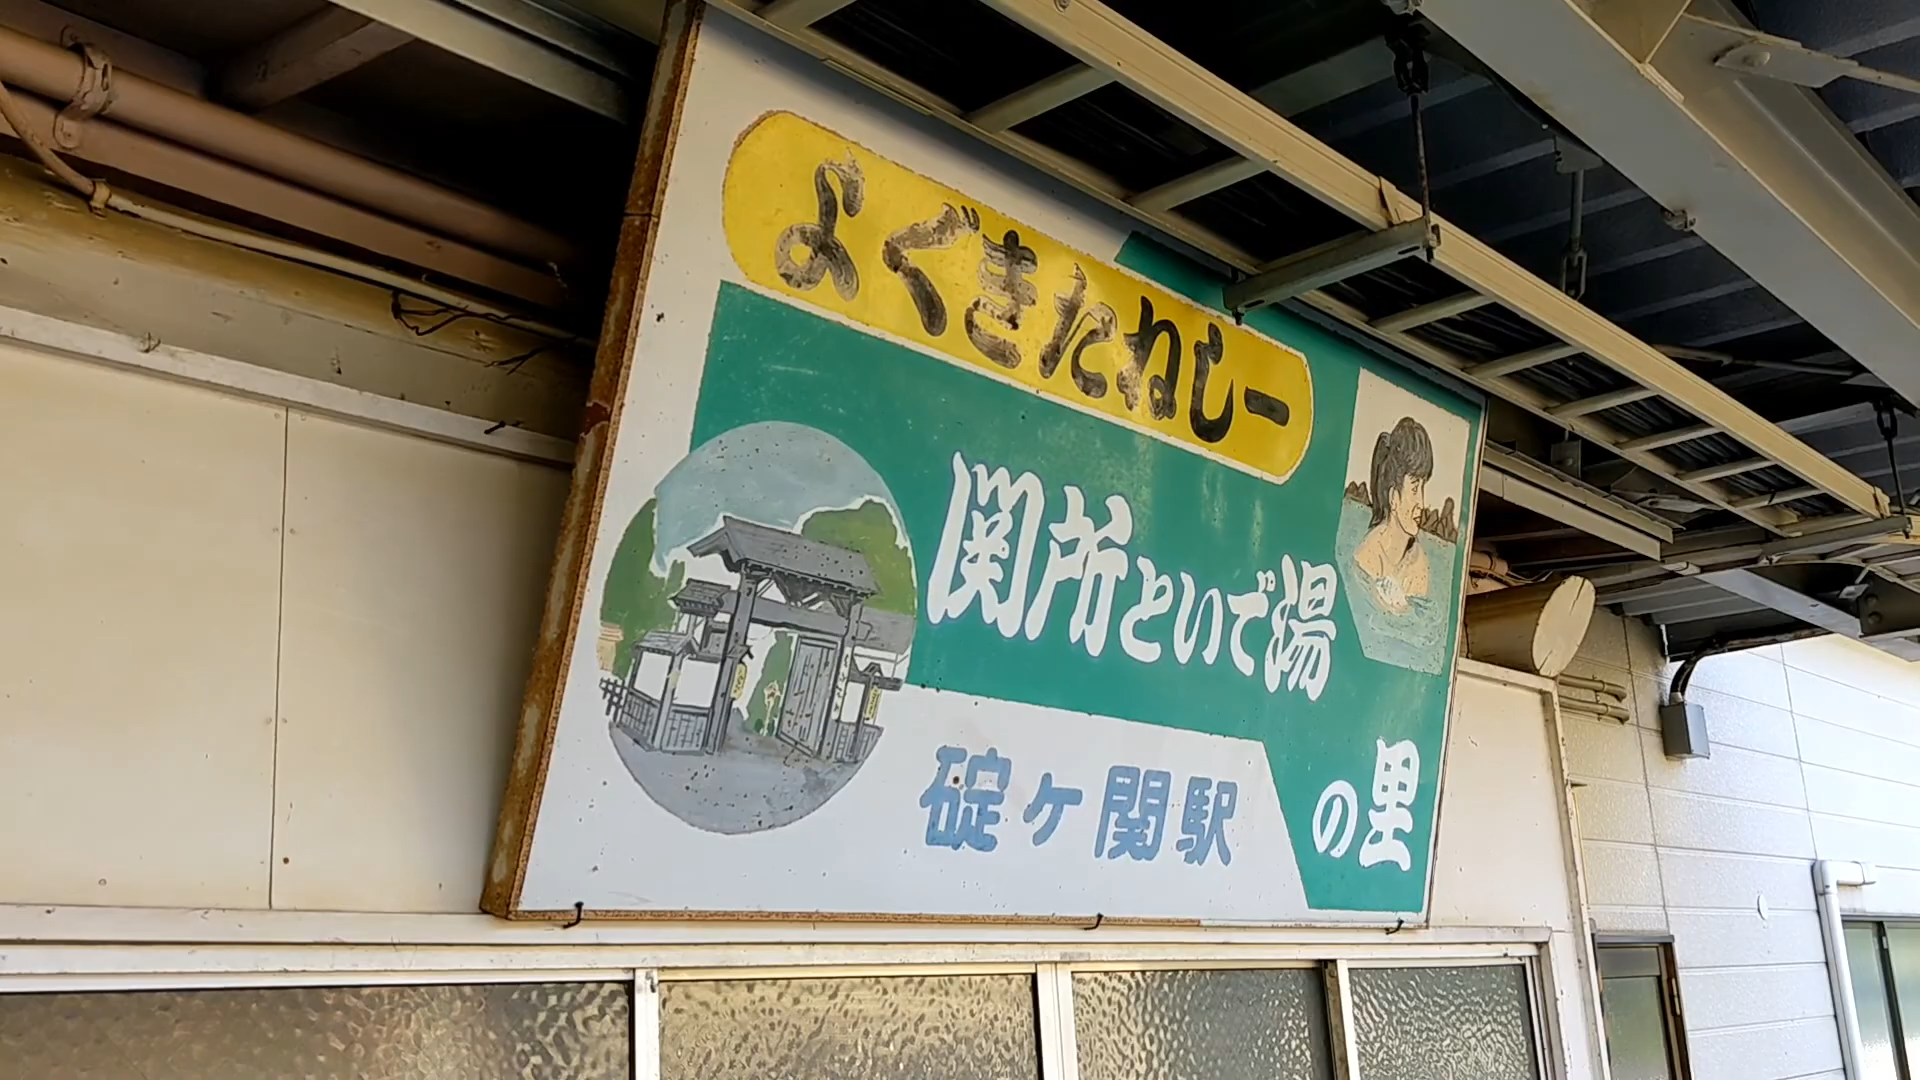 よぐきたねしー
関所といで湯
の里
碇ヶ関駅